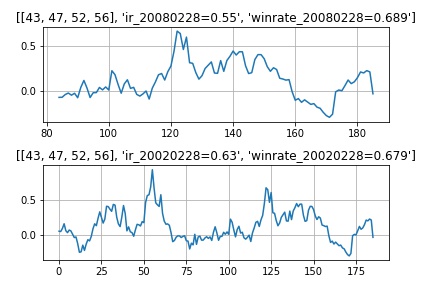 [[43, 47, 52, 56], 'ir_20080228=0.55', 'winrate_20080228=0.689']
0.5
0.0
80 100 120 140 160 180
[[43, 47, 52, 56], 'ir_20020228=0.63', 'winrate_20020228=0.679']
0.5
0.0
0 25 50 75 100 125 150 175